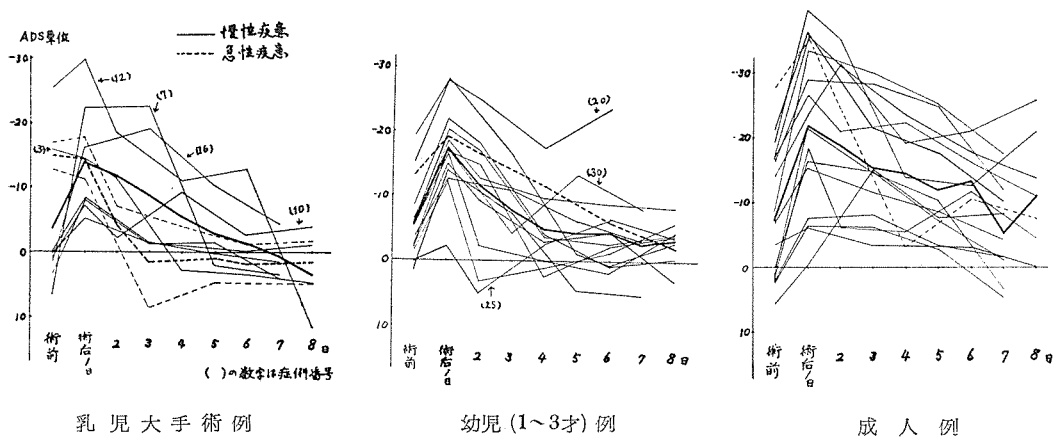 ADS単位
慢性疾患
急性疾患
-30
-20
-10
0
10
(12)
(7)
(3)
(16)
(10)
術前
術后1日
2
3
4
5
6
7
8日
( )の数字は症例番号
乳児大手術例
-30
-20
-10
0
10
(20)
(30)
(25)
術前
術后1日
2
3
4
5
6
7
8日
幼児(1~3才)例
-30
-20
-10
0
10
術前
術后1日
2
3
4
5
6
7
8日
成人例